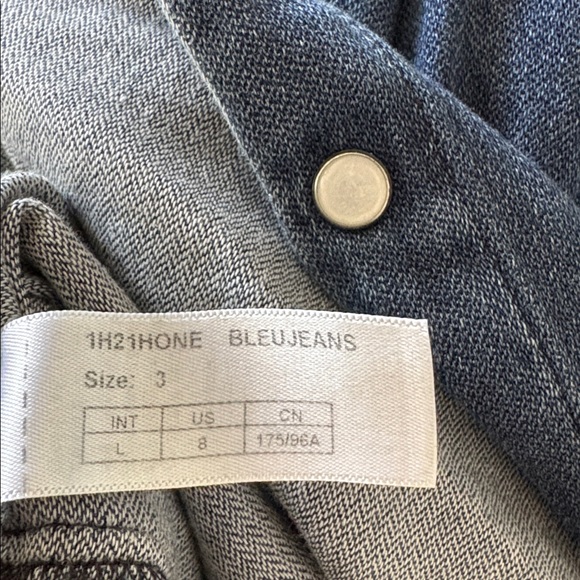 1H21HONE BLEUJEANS
Size: 3
INT US CN
L 8 175/96A